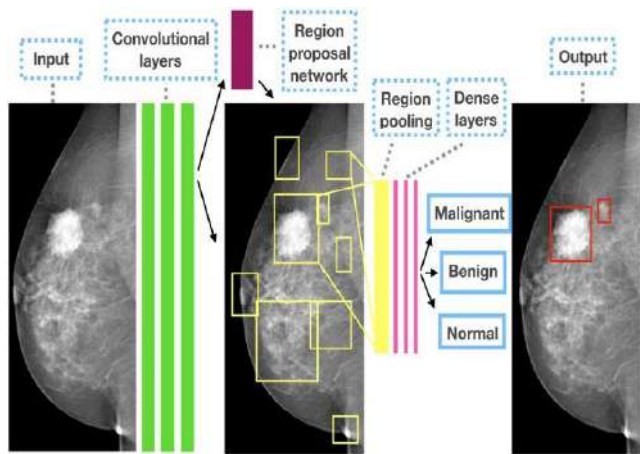 Input
Convolutional
layers
Region
proposal
network
Region
pooling
Dense
layers
Output
Malignant
Benign
Normal